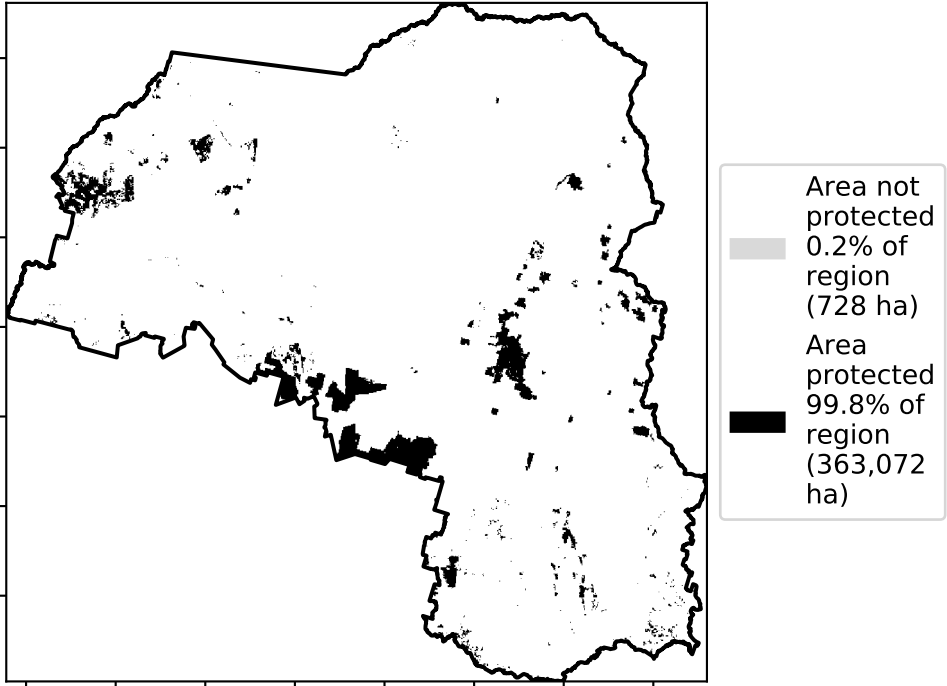 Area not
protected
0.2% of
region
(728 ha)
Area
protected
99.8% of
region
(363,072
ha)